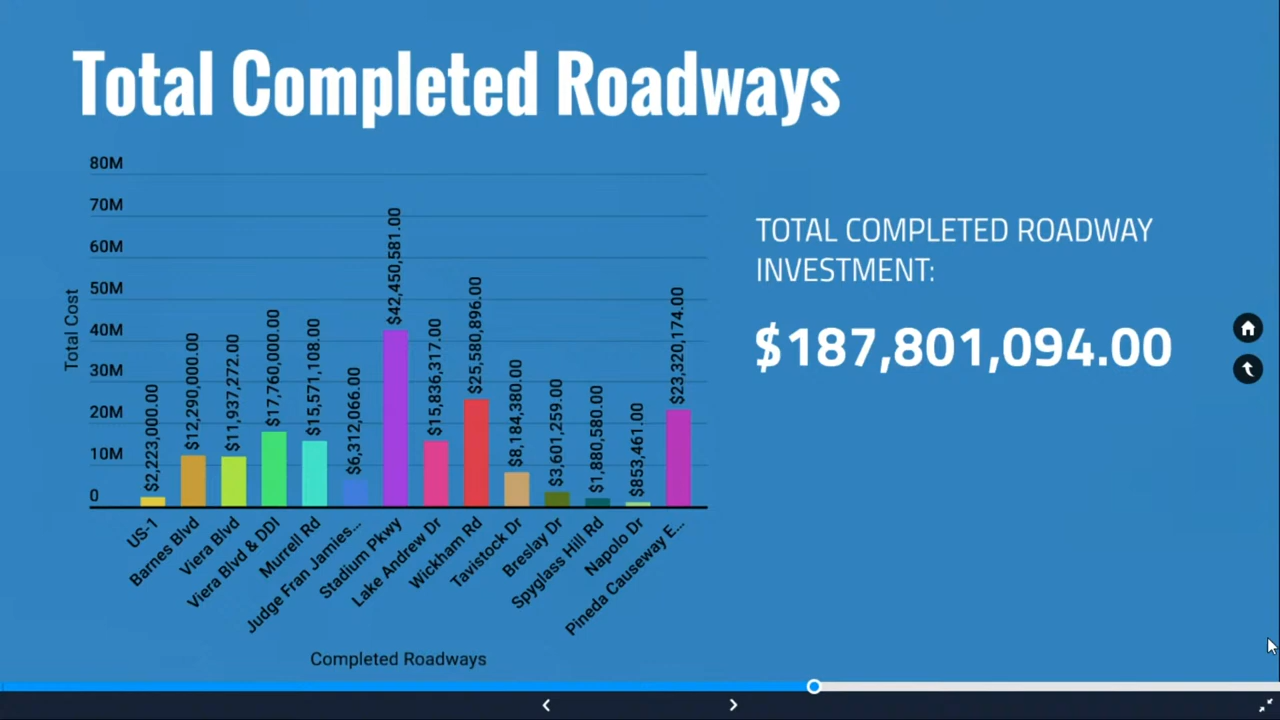 Total Completed Roadways
80M
70M
60M
50M
40M
30M
20M
10M
0
Total Cost
$2,223,000.00
$12,290,000.00
$11,937,272.00
$17,760,000.00
$15,571,108.00
$6,312,066.00
$42,450,581.00
$15,836,317.00
$25,580,896.00
$8,184,380.00
$3,601,259.00
$1,880,580.00
$853,461.00
$23,320,174.00
US-1
Barnes Blvd
Viera Blvd
Viera Blvd & DDI
Murrell Rd
Judge Fran Jamies...
Stadium Pkwy
Lake Andrew Dr
Wickham Rd
Tavistock Dr
Breslay Dr
Spyglass Hill Rd
Napolo Dr
Pineda Causeway E...
Completed Roadways
TOTAL COMPLETED ROADWAY
INVESTMENT:
$187,801,094.00